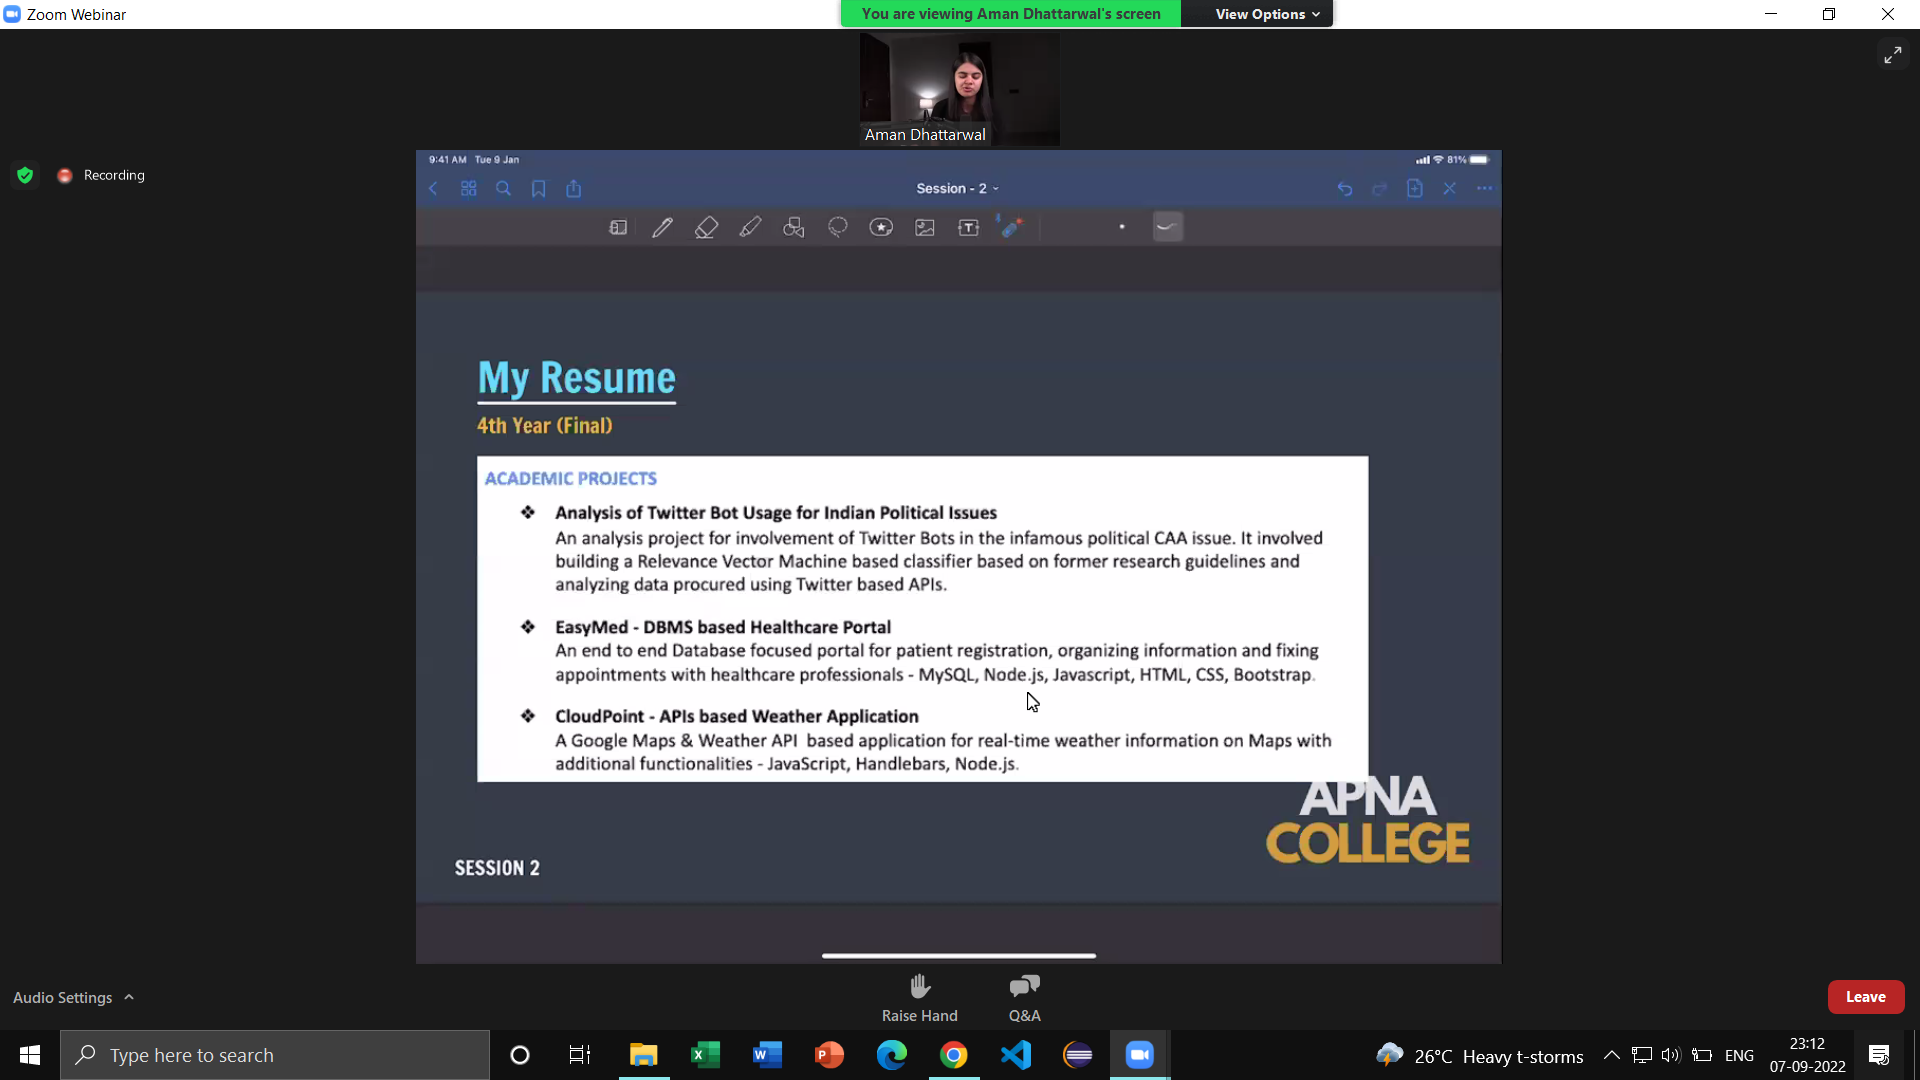 Zoom Webinar
You are viewing Aman Dhattarwal's screen
View Options
Aman Dhattarwal
Recording
9:41 AM Tue 9 Jan
81%
Session - 2
My Resume
4th Year (Final)
ACADEMIC PROJECTS
❖ Analysis of Twitter Bot Usage for Indian Political Issues
An analysis project for involvement of Twitter Bots in the infamous political CAA issue. It involved
building a Relevance Vector Machine based classifier based on former research guidelines and
analyzing data procured using Twitter based APIs.
❖ EasyMed - DBMS based Healthcare Portal
An end to end Database focused portal for patient registration, organizing information and fixing
appointments with healthcare professionals - MySQL, Node.js, Javascript, HTML, CSS, Bootstrap.
❖ CloudPoint - APIs based Weather Application
A Google Maps & Weather API based application for real-time weather information on Maps with
additional functionalities - JavaScript, Handlebars, Node.js.
APNA
COLLEGE
SESSION 2
Audio Settings
Raise Hand
Q&A
Leave
Type here to search
26°C Heavy t-storms
ENG
23:12
07-09-2022